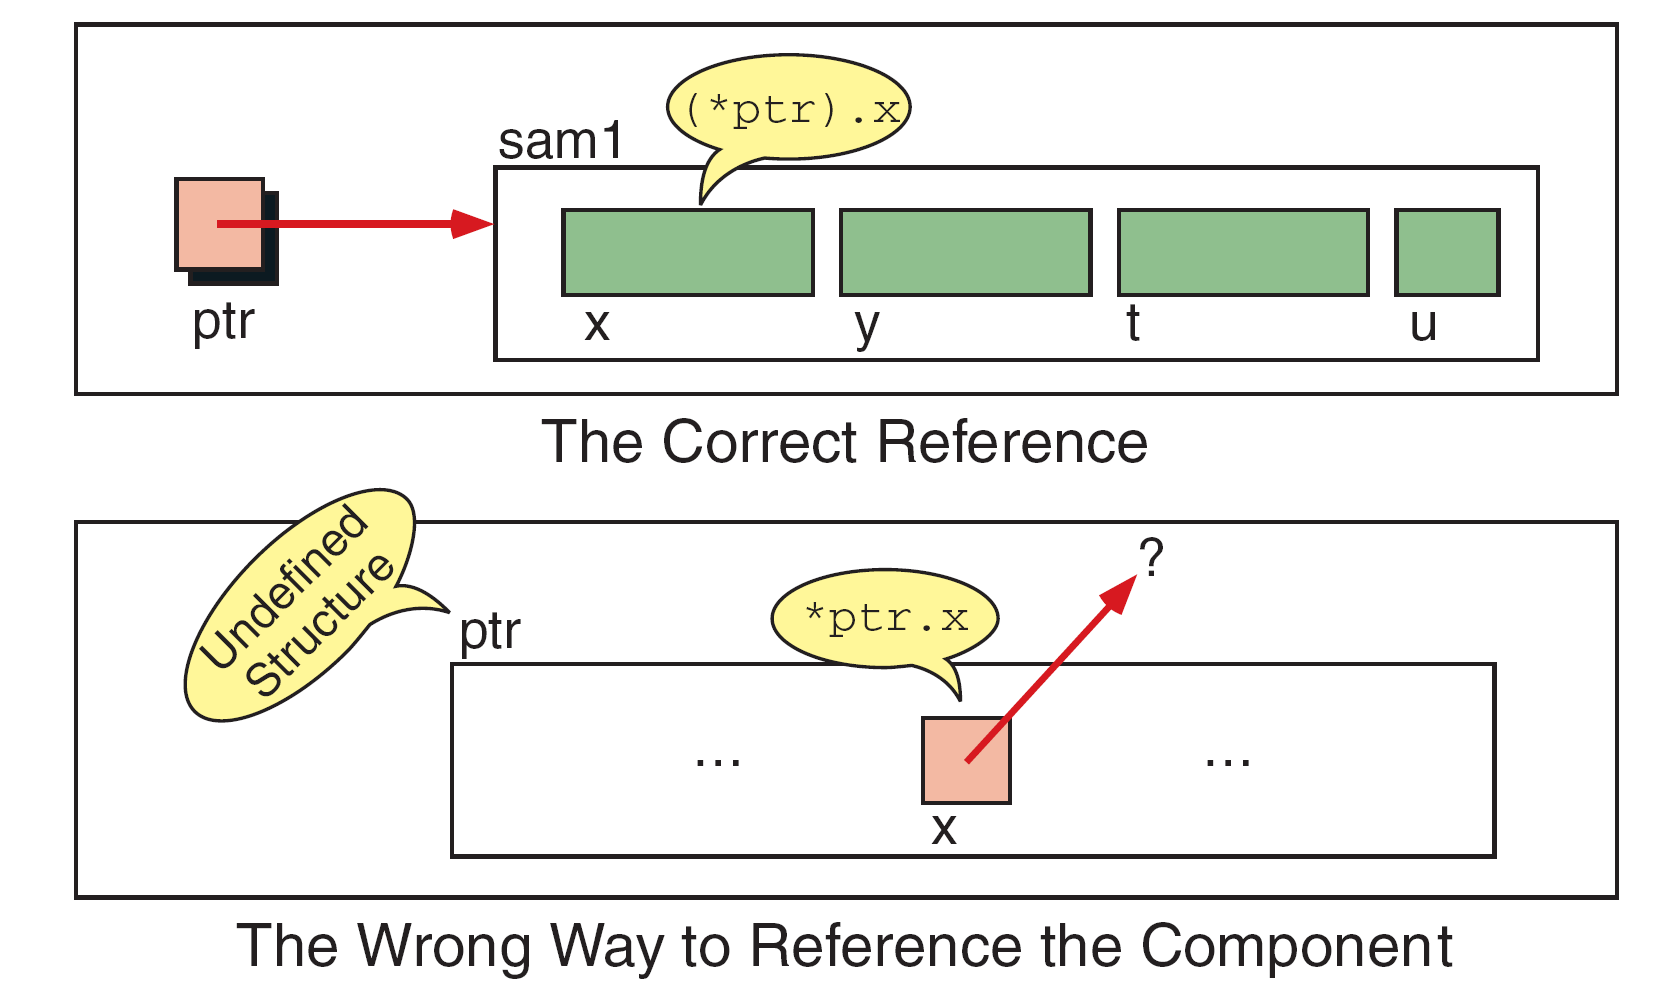 (*ptr).x
sam1
ptr
x y t u
The Correct Reference
Undefined
Structure
ptr
*ptr.x
?
... ...
x
The Wrong Way to Reference the Component